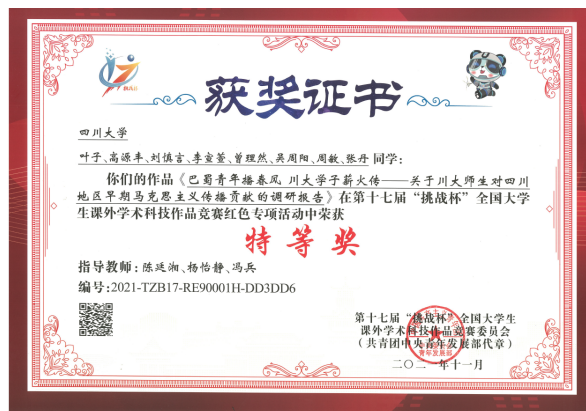 获奖证书
四川大学
叶子、高源丰、刘慎言、李萱萱、曾理然、吴周阳、周敏、张丹 同学：
你们的作品《巴蜀青年播春风 川大学子薪火传——关于川大师生对四川
地区早期马克思主义传播贡献的调研报告》在第十七届“挑战杯”全国大学
生课外学术科技作品竞赛红色专项活动中荣获
特等奖
指导教师：陈廷湘、杨怡静、冯兵
编号：2021-TZB17-RE90001H-DD3DD6
第十七届“挑战杯”全国大学生
课外学术科技作品竞赛委员会
（共青团中央青年发展部代章）
青年发展部
二〇二一年十一月